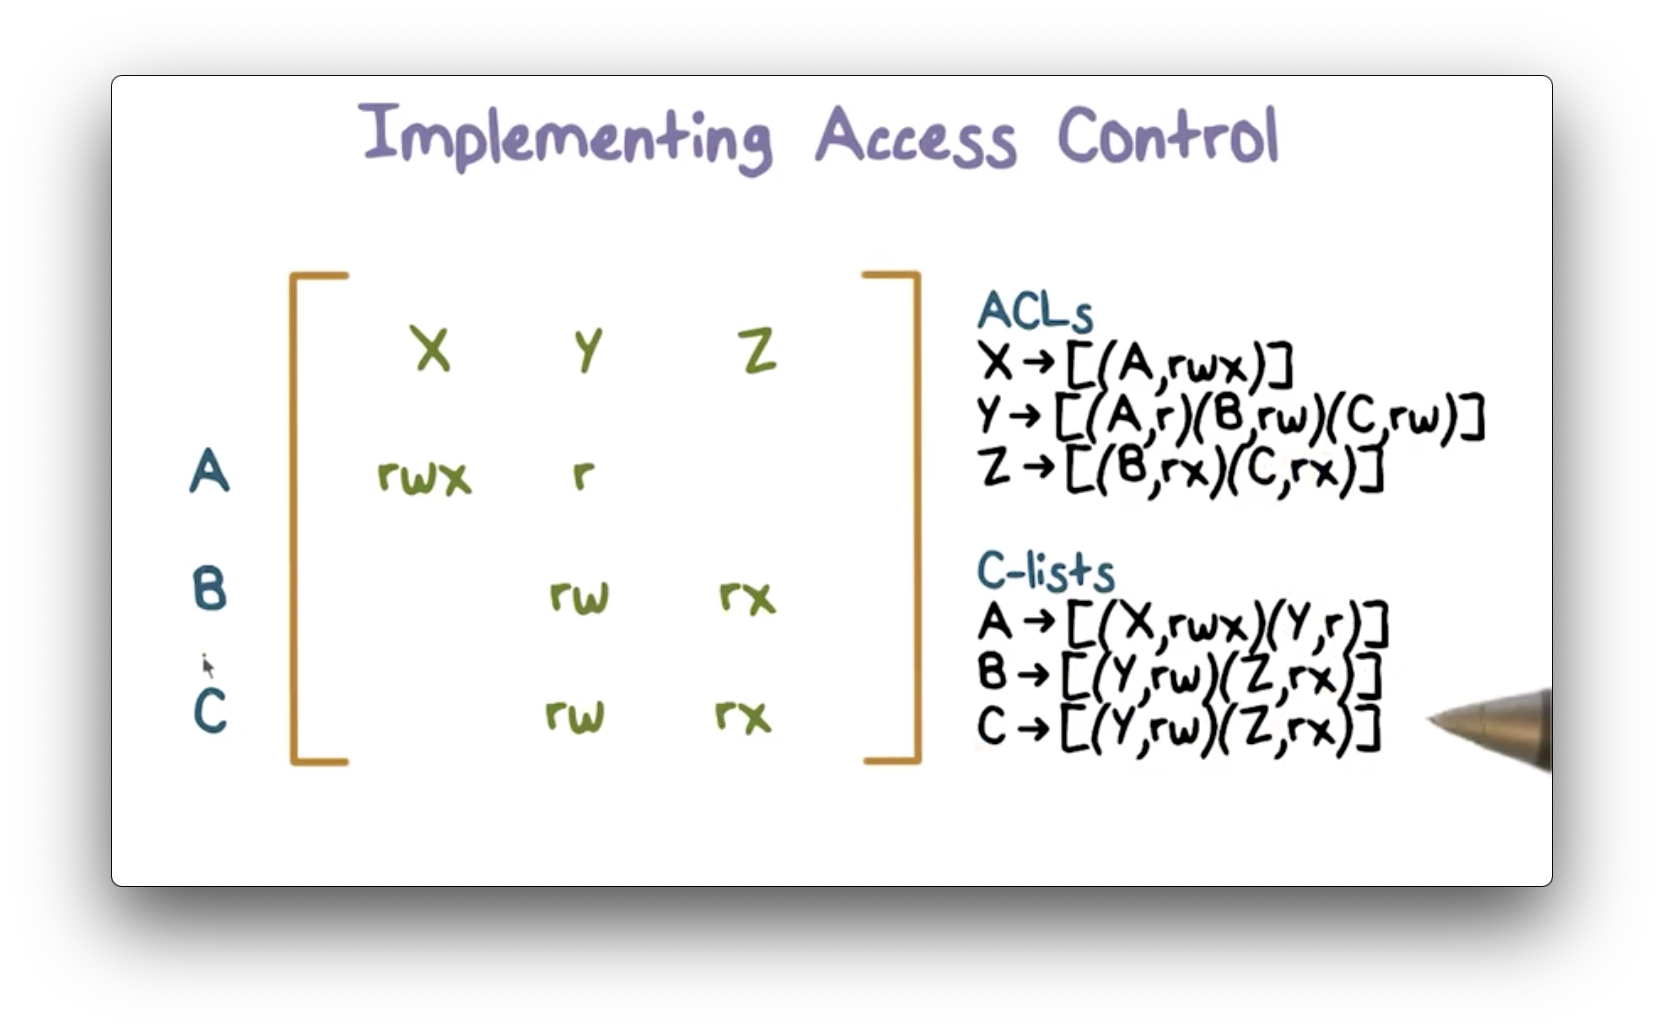 Implementing Access Control
X Y Z
A rwx r
B rw rx
C rw rx
ACLs
X → [(A,rwx)]
Y → [(A,r)(B,rw)(C,rw)]
Z → [(B,rx)(C,rx)]
C-lists
A → [(X,rwx)(Y,r)]
B → [(Y,rw)(Z,rx)]
C → [(Y,rw)(Z,rx)]